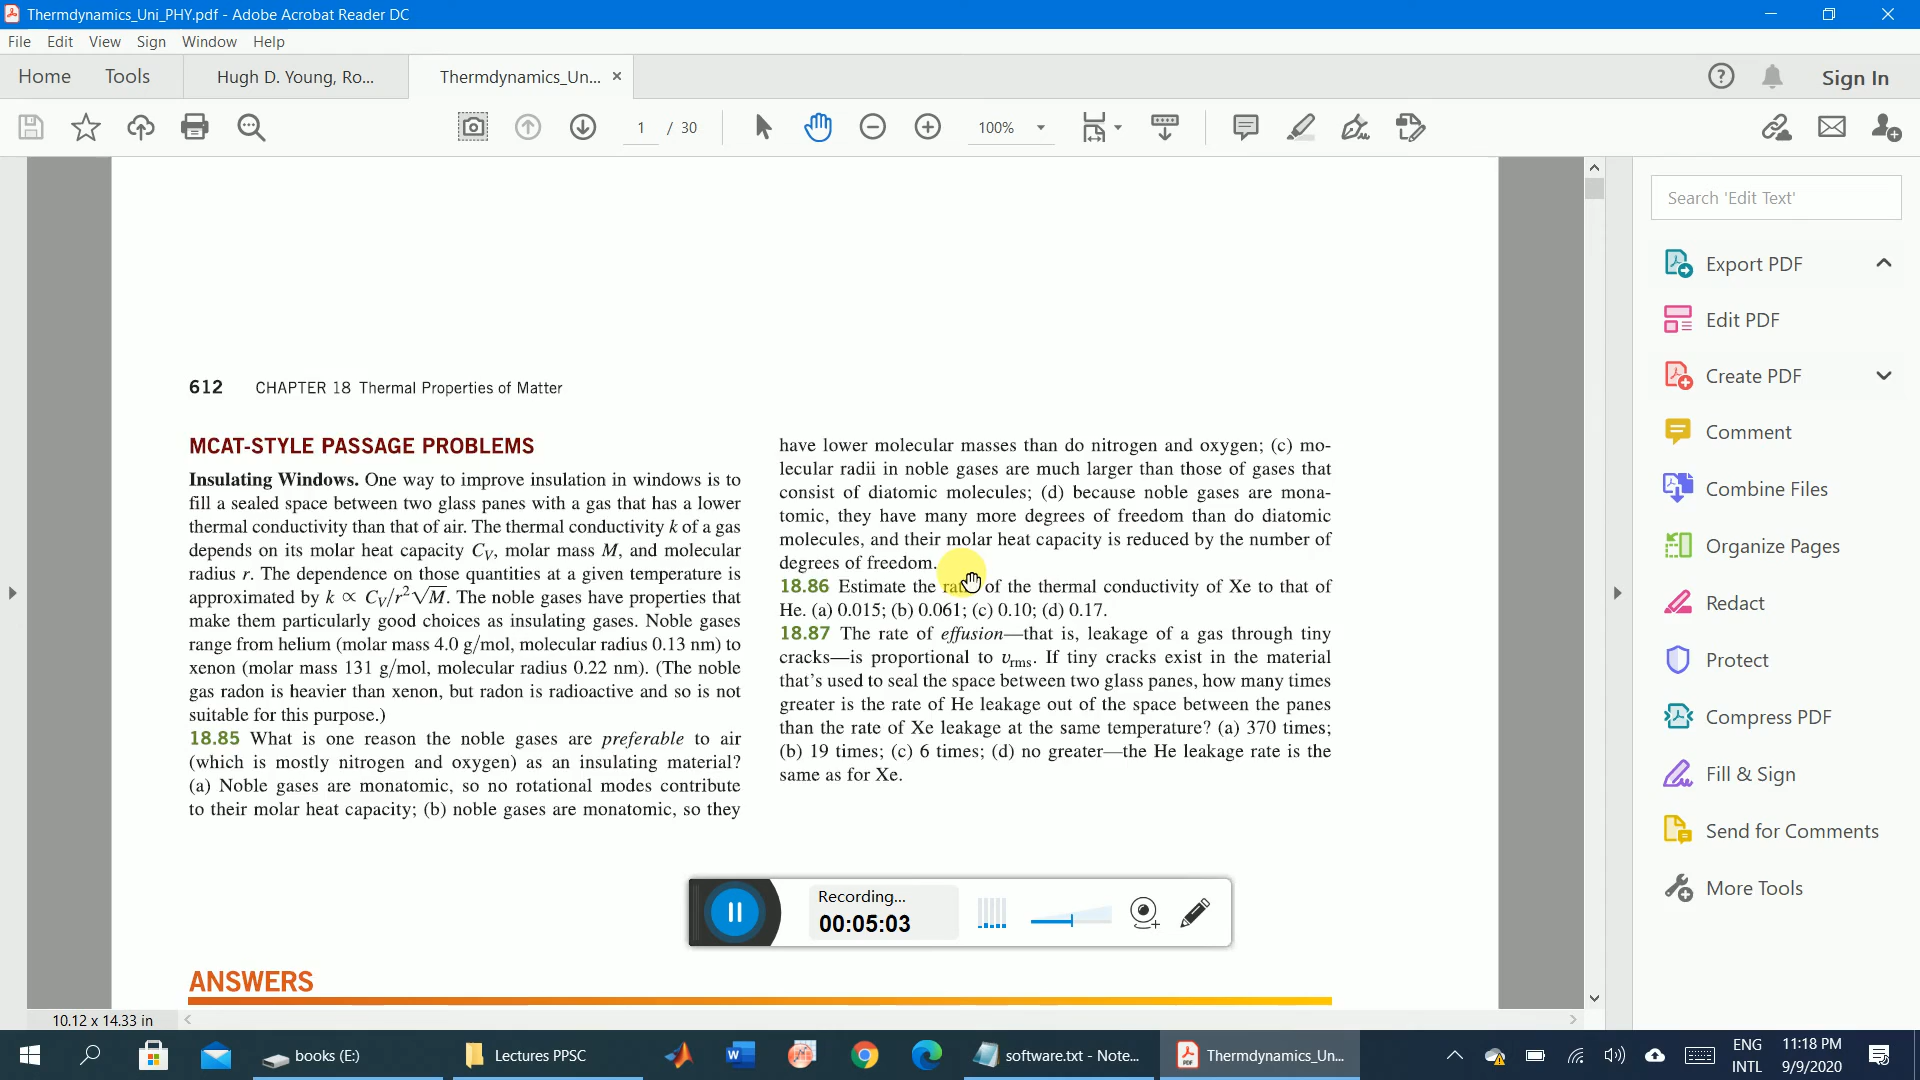 Thermdynamics_Uni_PHY.pdf - Adobe Acrobat Reader DC
File Edit View Sign Window Help
Home Tools Hugh D. Young, Ro... Thermdynamics_Un... × Sign In
1 / 30 100%
Search 'Edit Text'
Export PDF
Edit PDF
Create PDF
Comment
Combine Files
Organize Pages
Redact
Protect
Compress PDF
Fill & Sign
Send for Comments
More Tools
612 CHAPTER 18 Thermal Properties of Matter
MCAT-STYLE PASSAGE PROBLEMS
Insulating Windows. One way to improve insulation in windows is to
fill a sealed space between two glass panes with a gas that has a lower
thermal conductivity than that of air. The thermal conductivity k of a gas
depends on its molar heat capacity C_V, molar mass M, and molecular
radius r. The dependence on those quantities at a given temperature is
approximated by k ∝ C_V/r²√M. The noble gases have properties that
make them particularly good choices as insulating gases. Noble gases
range from helium (molar mass 4.0 g/mol, molecular radius 0.13 nm) to
xenon (molar mass 131 g/mol, molecular radius 0.22 nm). (The noble
gas radon is heavier than xenon, but radon is radioactive and so is not
suitable for this purpose.)
18.85 What is one reason the noble gases are preferable to air
(which is mostly nitrogen and oxygen) as an insulating material?
(a) Noble gases are monatomic, so no rotational modes contribute
to their molar heat capacity; (b) noble gases are monatomic, so they
have lower molecular masses than do nitrogen and oxygen; (c) mo-
lecular radii in noble gases are much larger than those of gases that
consist of diatomic molecules; (d) because noble gases are mona-
tomic, they have many more degrees of freedom than do diatomic
molecules, and their molar heat capacity is reduced by the number of
degrees of freedom.
18.86 Estimate the of the thermal conductivity of Xe to that of
He. (a) 0.015; (b) 0.061; (c) 0.10; (d) 0.17.
18.87 The rate of effusion—that is, leakage of a gas through tiny
cracks—is proportional to v_rms. If tiny cracks exist in the material
that's used to seal the space between two glass panes, how many times
greater is the rate of He leakage out of the space between the panes
than the rate of Xe leakage at the same temperature? (a) 370 times;
(b) 19 times; (c) 6 times; (d) no greater—the He leakage rate is the
same as for Xe.
Recording...
00:05:03
ANSWERS
10.12 x 14.33 in
books (E:) Lectures PPSC software.txt - Note... Thermdynamics_Un...
ENG
INTL
11:18 PM
9/9/2020